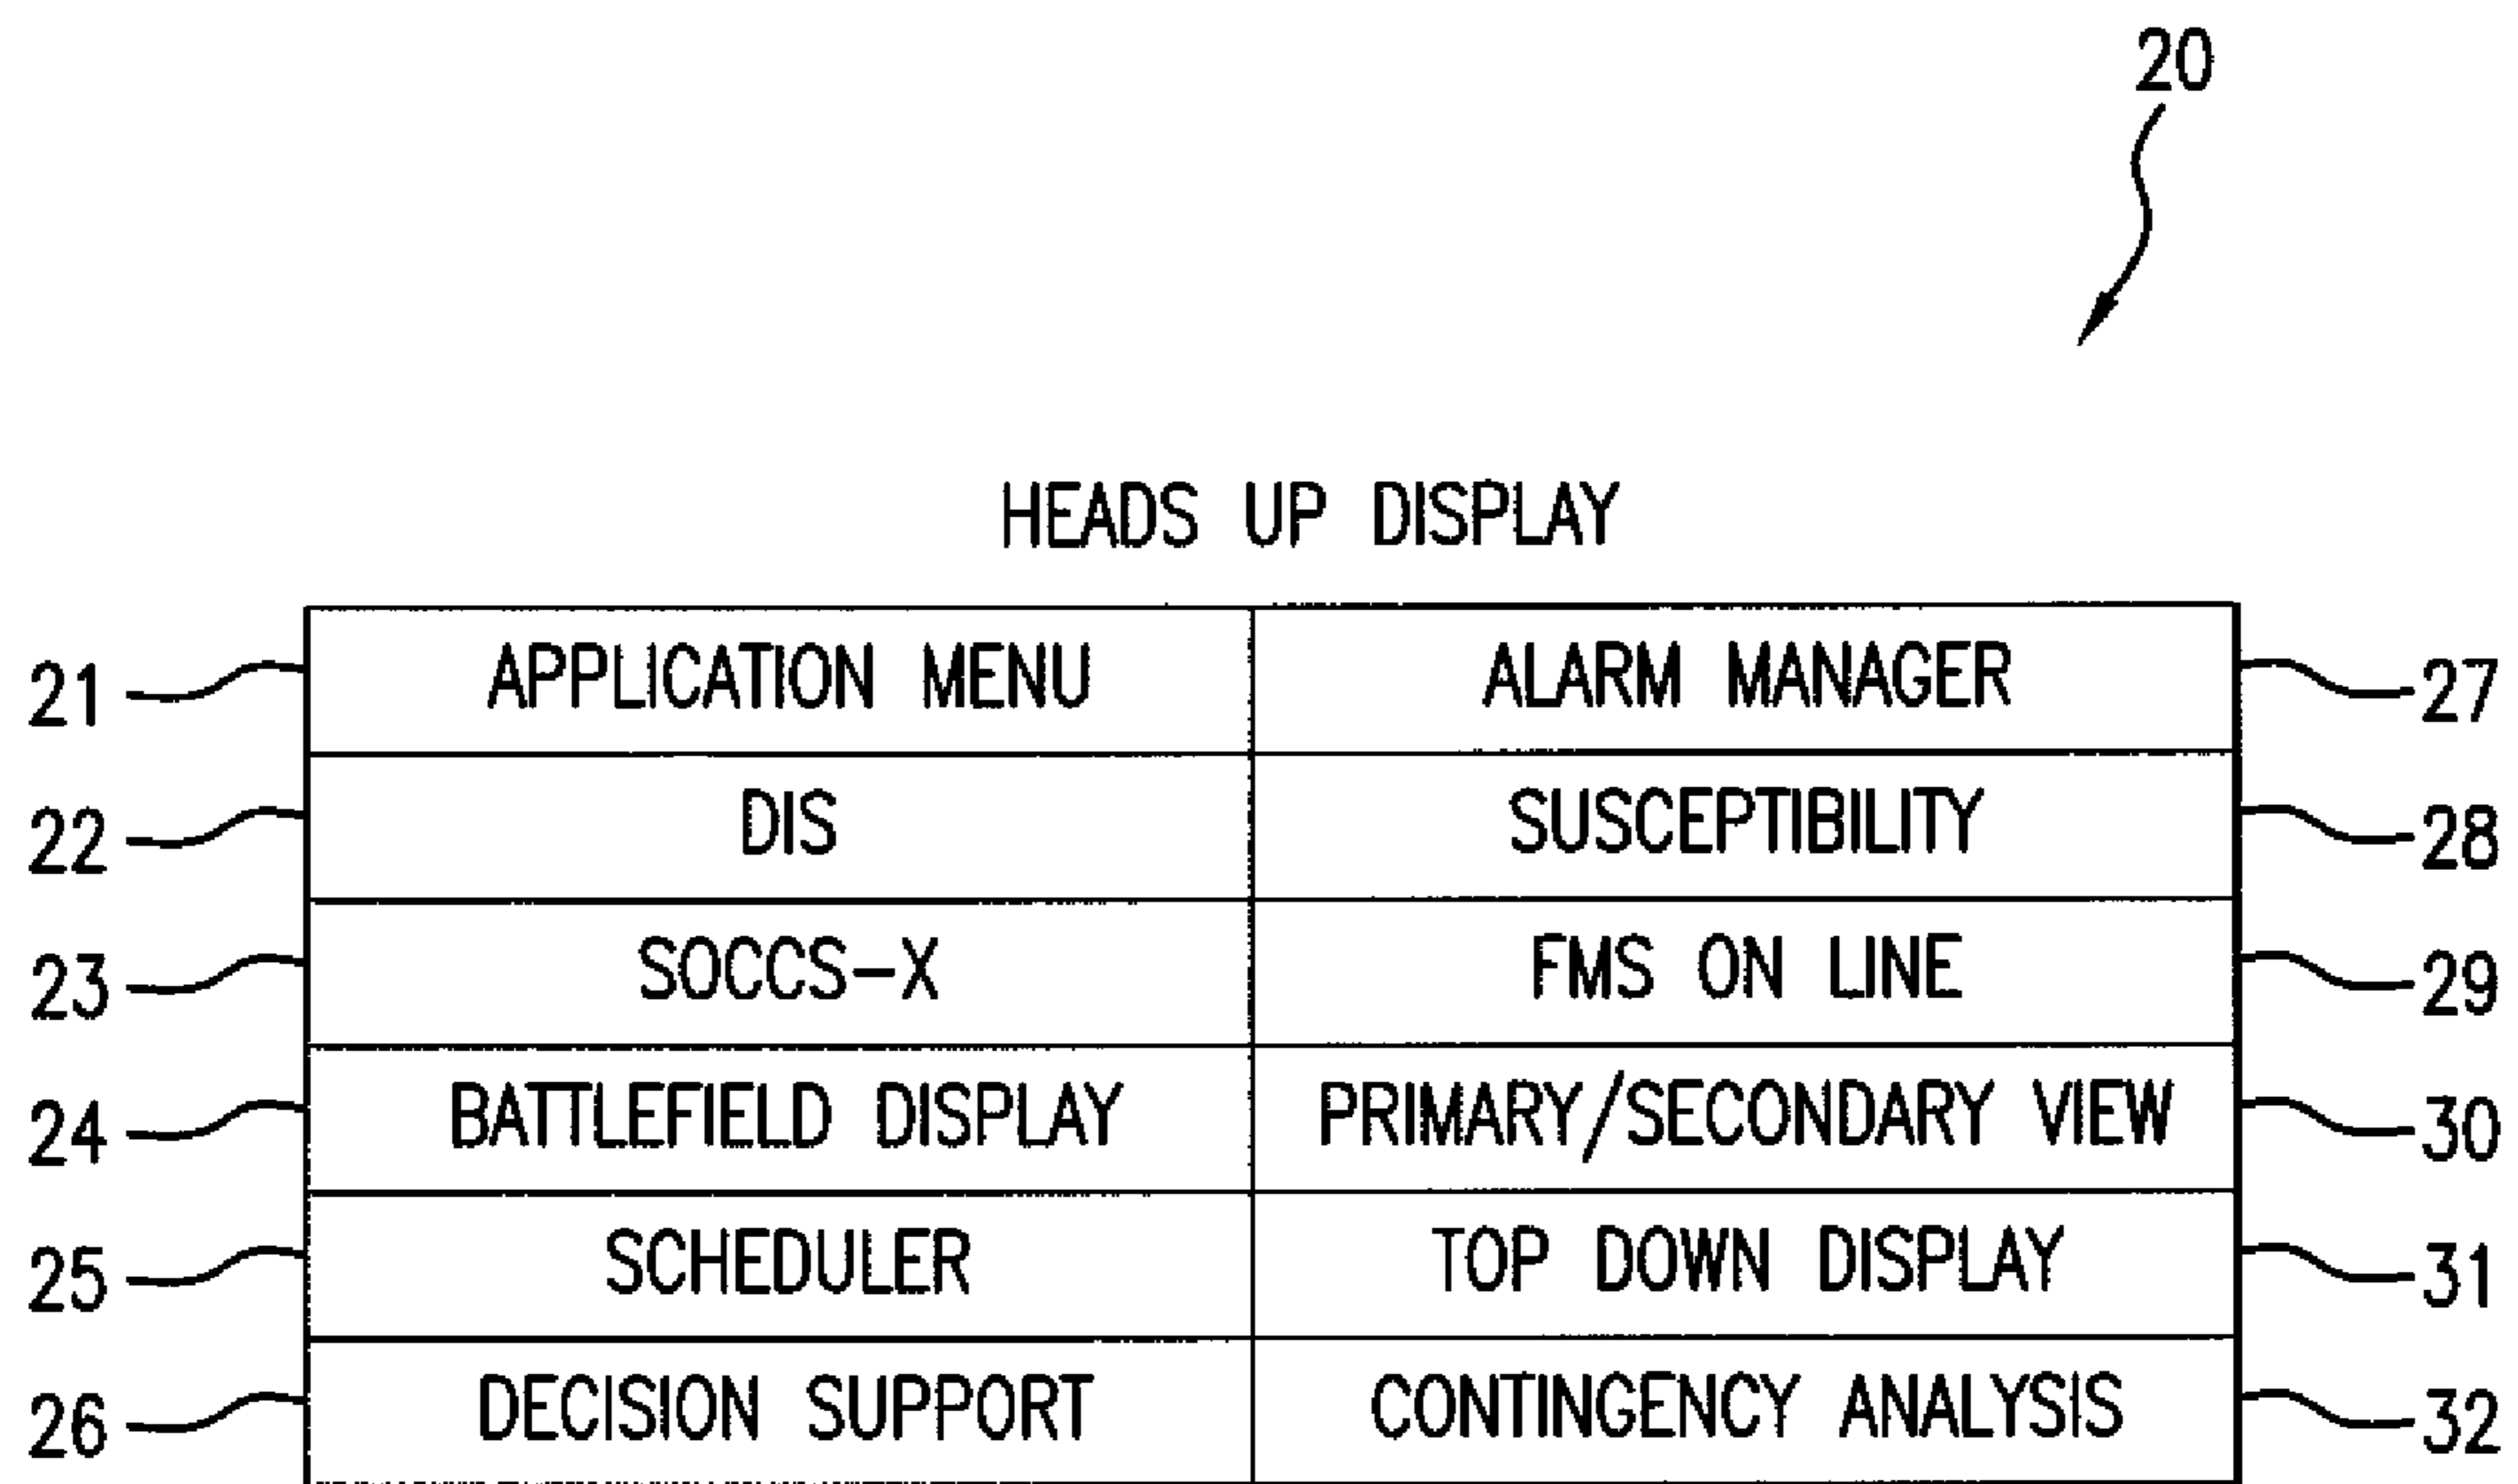 20
HEADS UP DISPLAY
21 APPLICATION MENU ALARM MANAGER 27
22 DIS SUSCEPTIBILITY 28
23 SOCCS-X FMS ON LINE 29
24 BATTLEFIELD DISPLAY PRIMARY/SECONDARY VIEW 30
25 SCHEDULER TOP DOWN DISPLAY 31
26 DECISION SUPPORT CONTINGENCY ANALYSIS 32